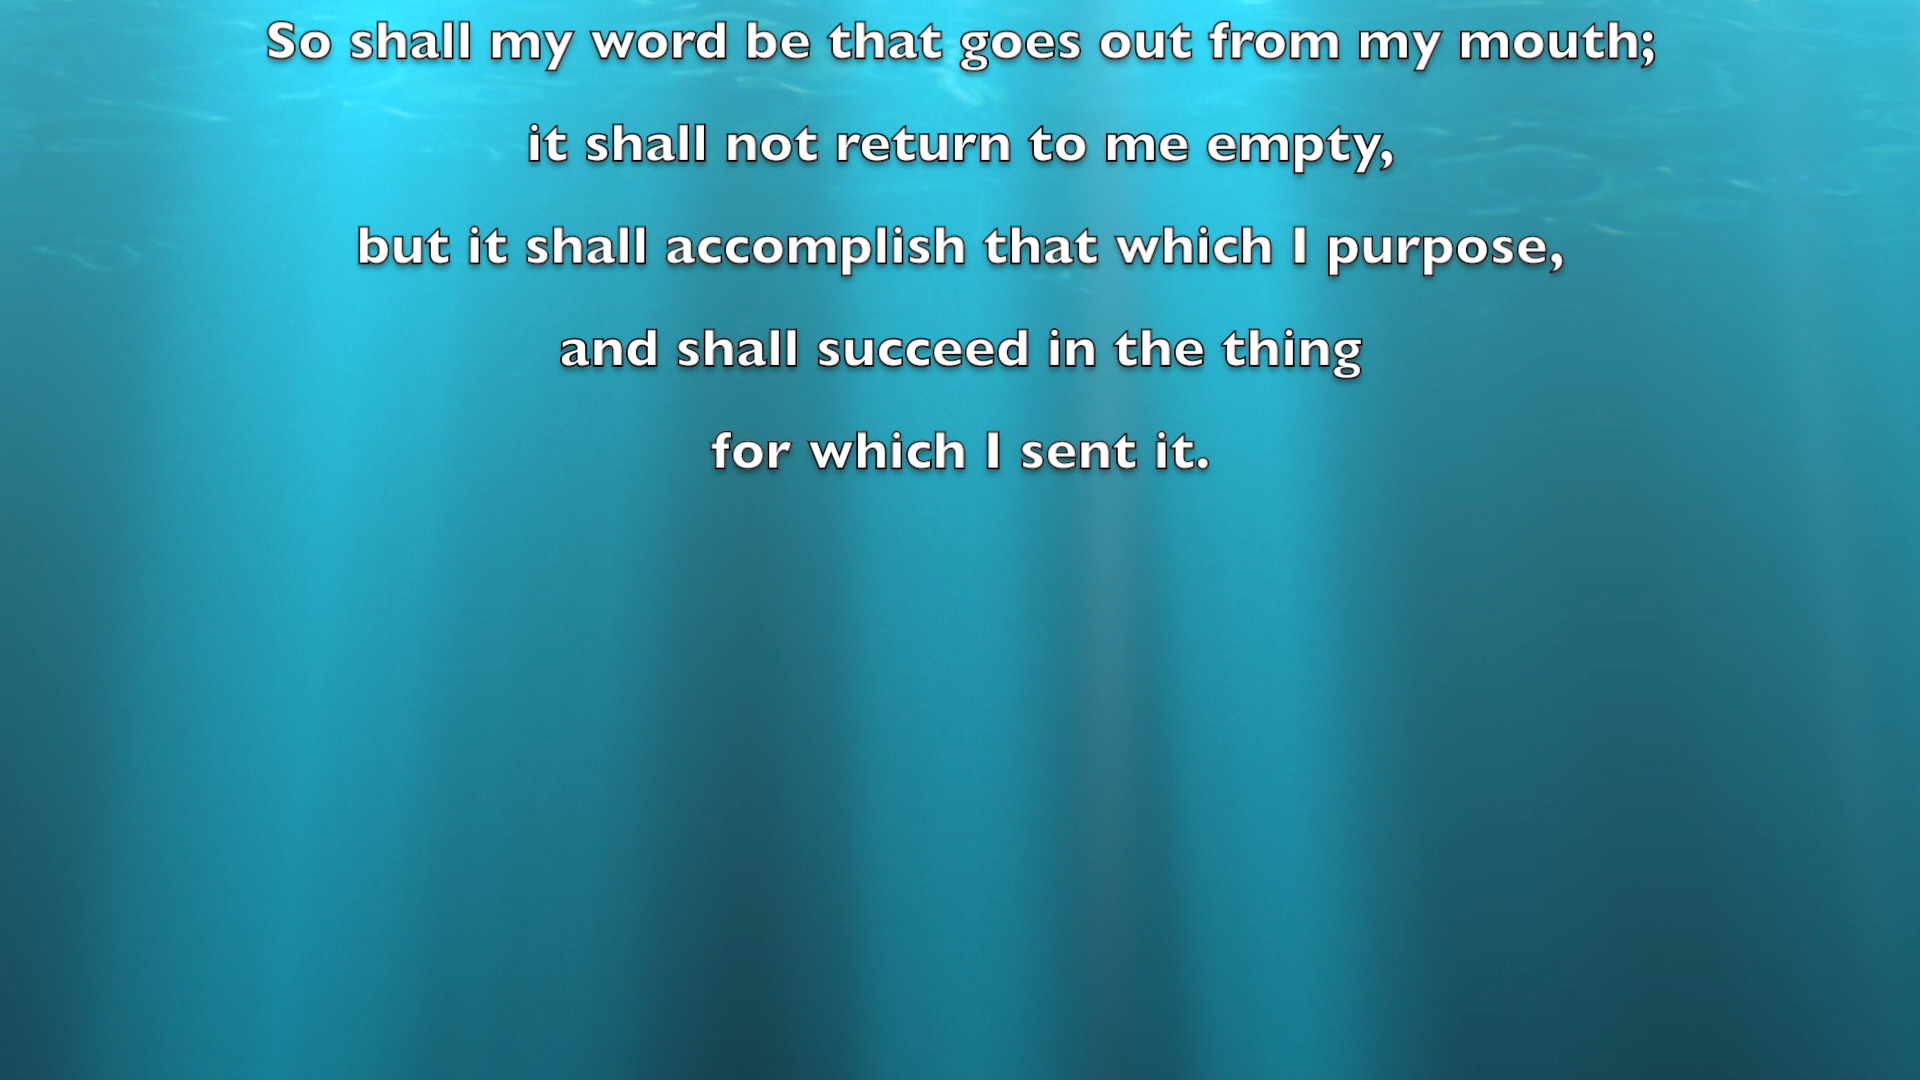 So shall my word be that goes out from my mouth;
it shall not return to me empty,
but it shall accomplish that which I purpose,
and shall succeed in the thing
for which I sent it.